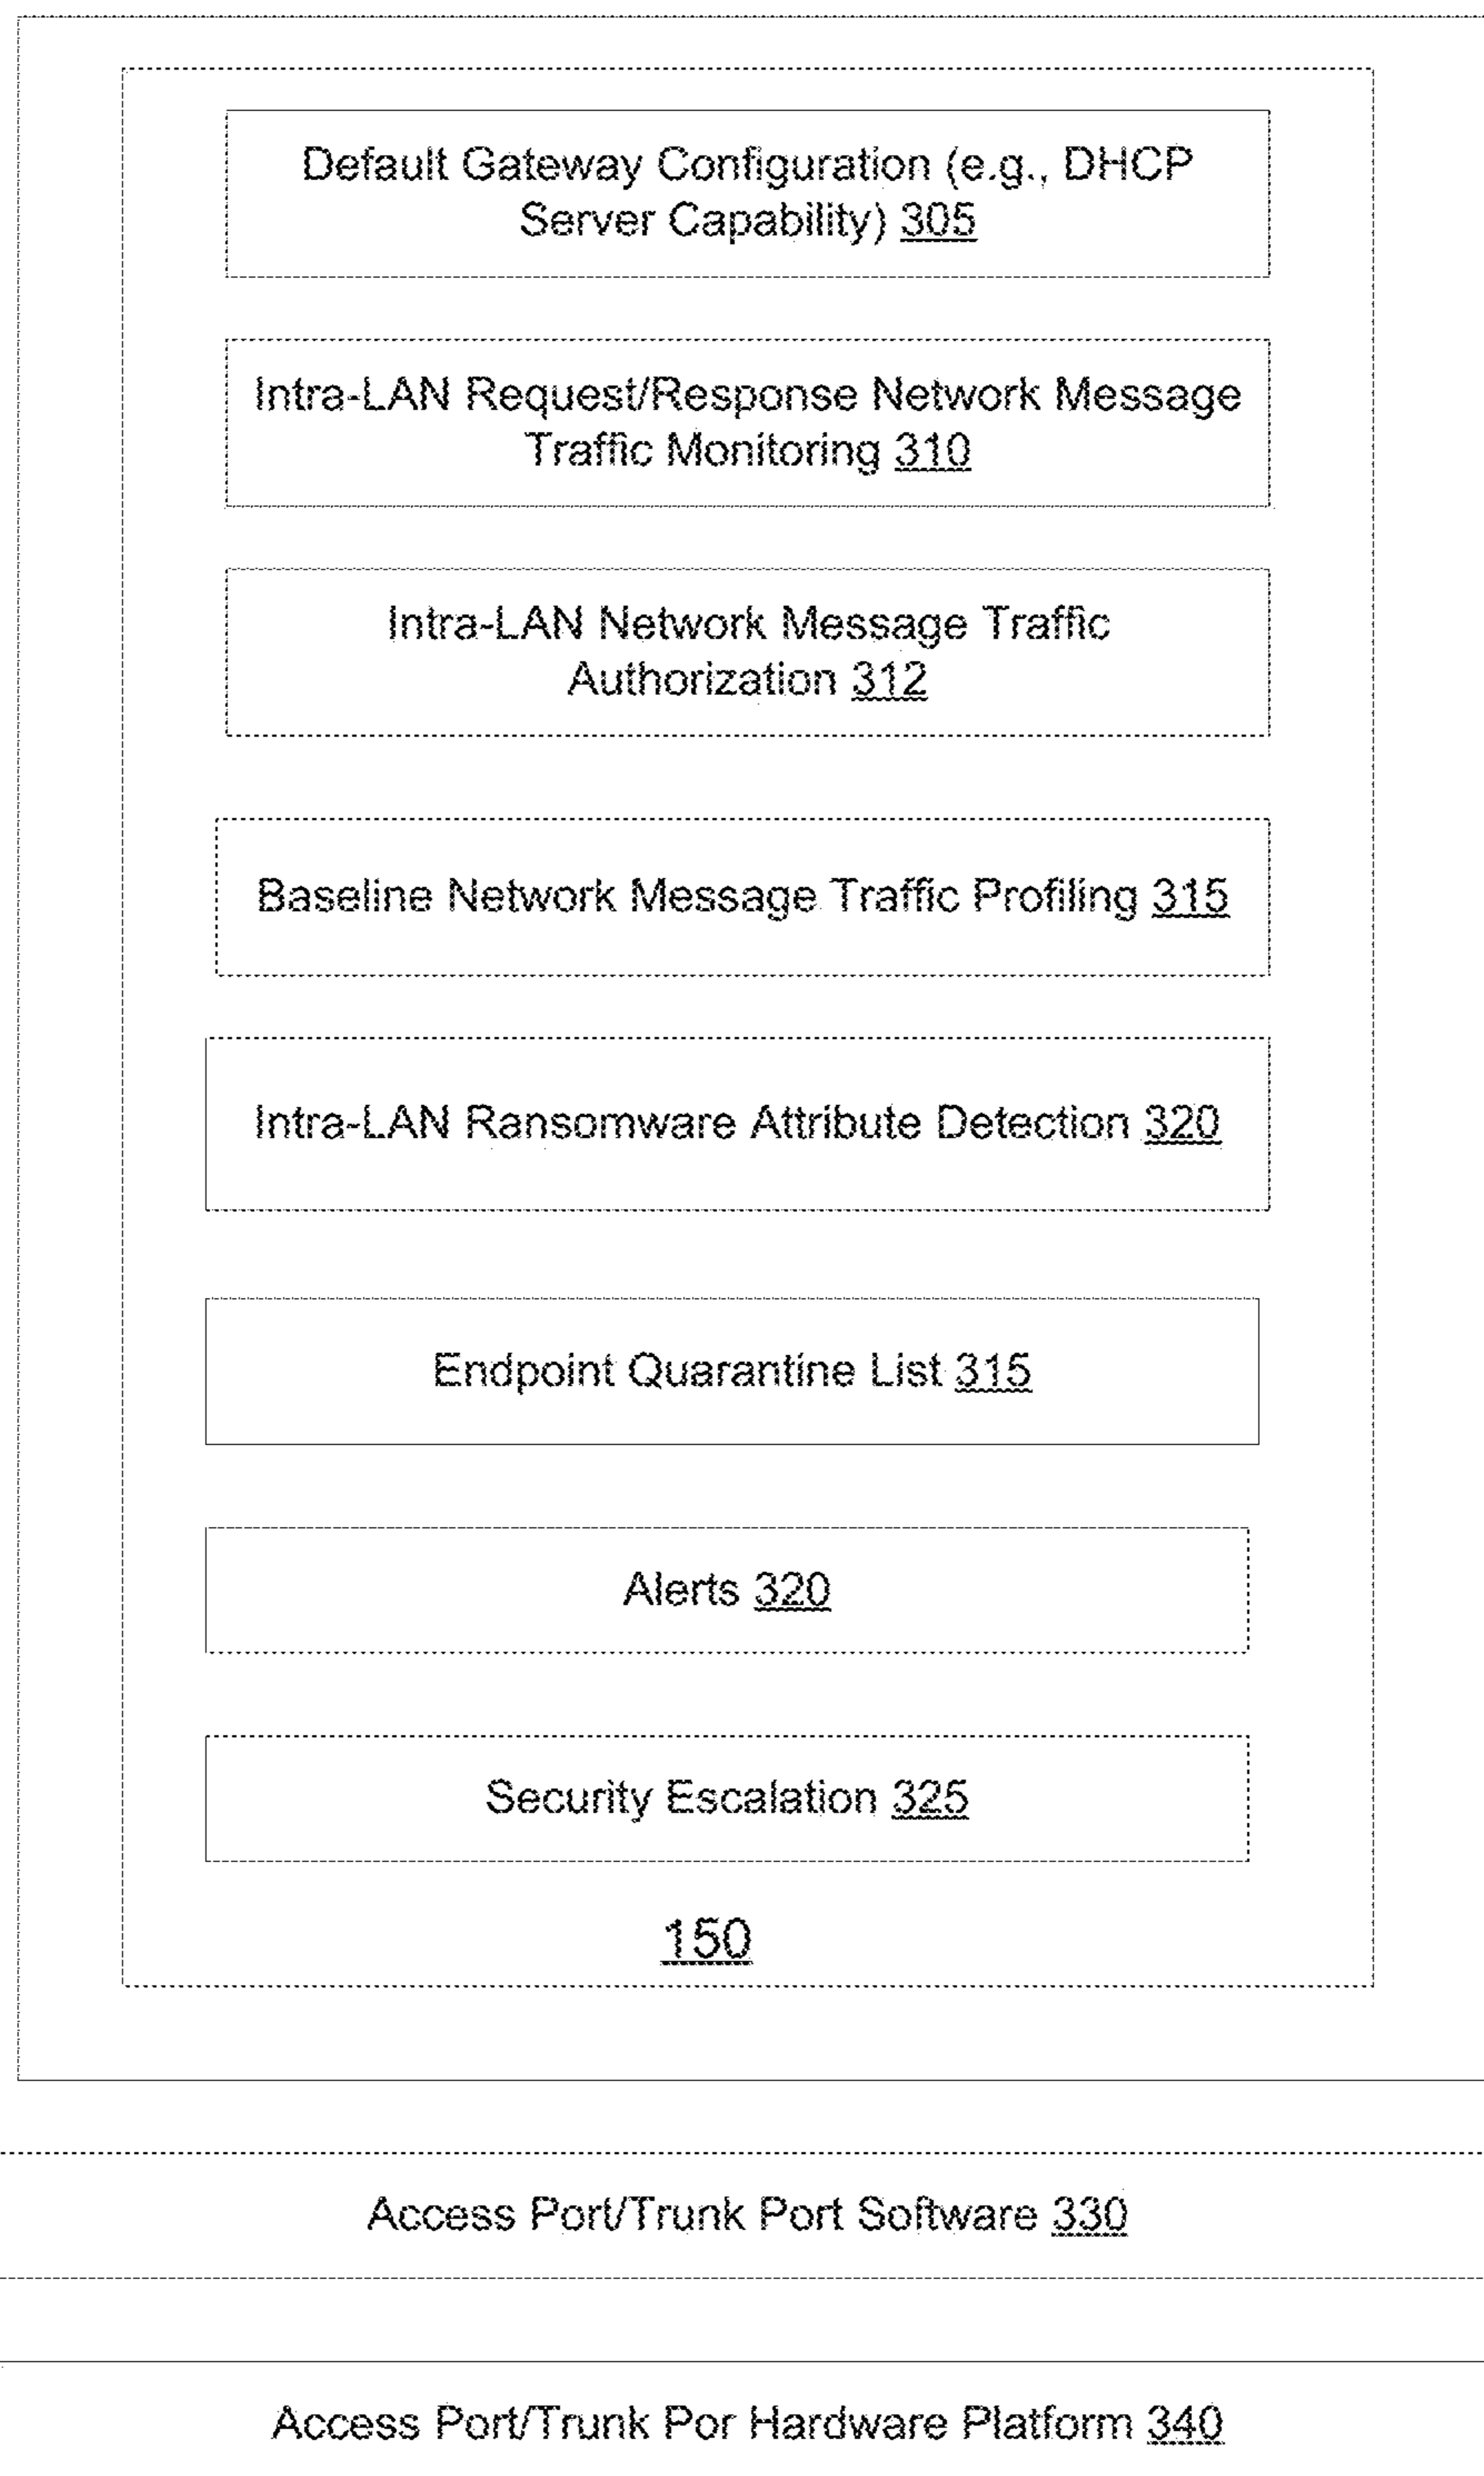 Default Gateway Configuration (e.g., DHCP
Server Capability) 305
Intra-LAN Request/Response Network Message
Traffic Monitoring 310
Intra-LAN Network Message Traffic
Authorization 312
Baseline Network Message Traffic Profiling 315
Intra-LAN Ransomware Attribute Detection 320
Endpoint Quarantine List 315
Alerts 320
Security Escalation 325
150
Access Port/Trunk Port Software 330
Access Port/Trunk Por Hardware Platform 340